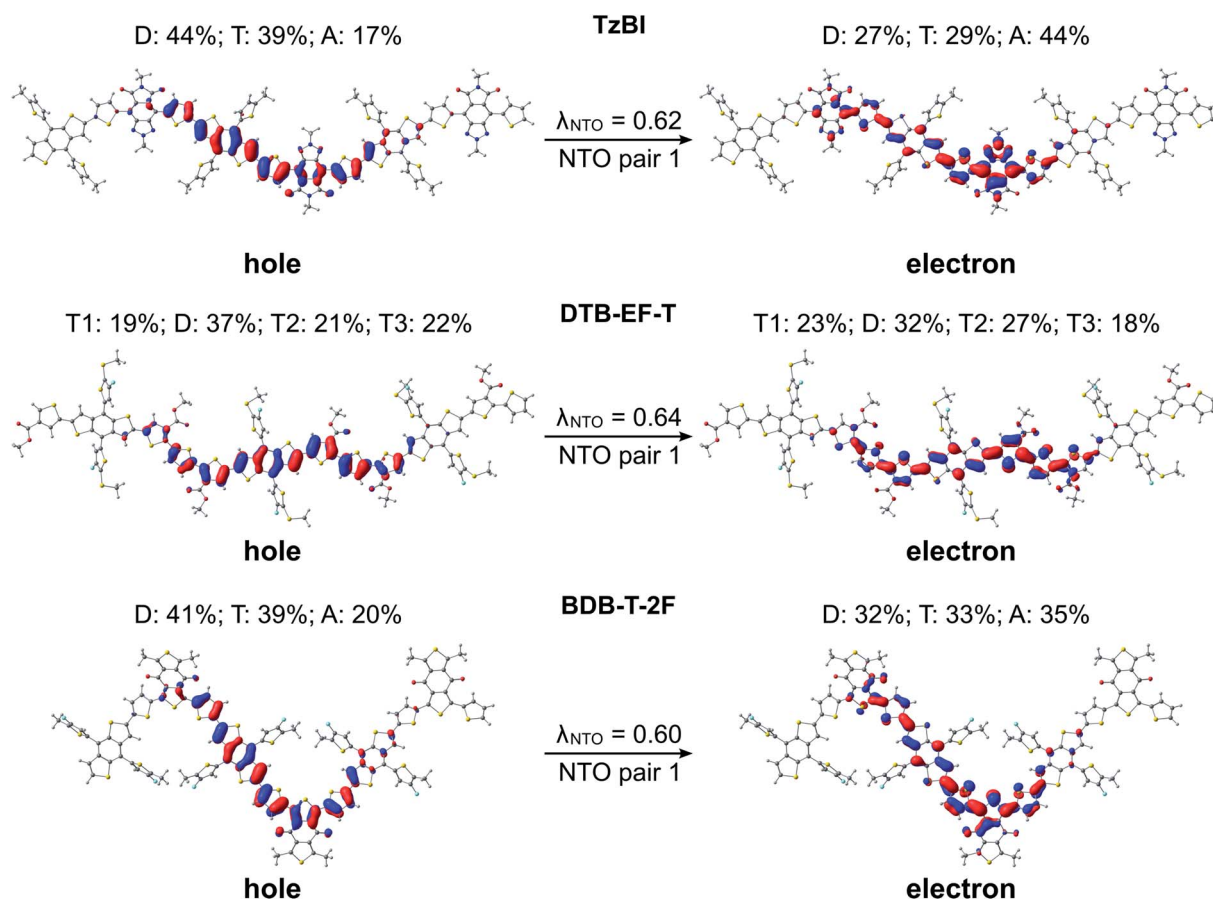 TzBI
D: 44%; T: 39%; A: 17%
D: 27%; T: 29%; A: 44%
λNTO = 0.62
NTO pair 1
hole
electron
DTB-EF-T
T1: 19%; D: 37%; T2: 21%; T3: 22%
T1: 23%; D: 32%; T2: 27%; T3: 18%
λNTO = 0.64
NTO pair 1
hole
electron
BDB-T-2F
D: 41%; T: 39%; A: 20%
D: 32%; T: 33%; A: 35%
λNTO = 0.60
NTO pair 1
hole
electron